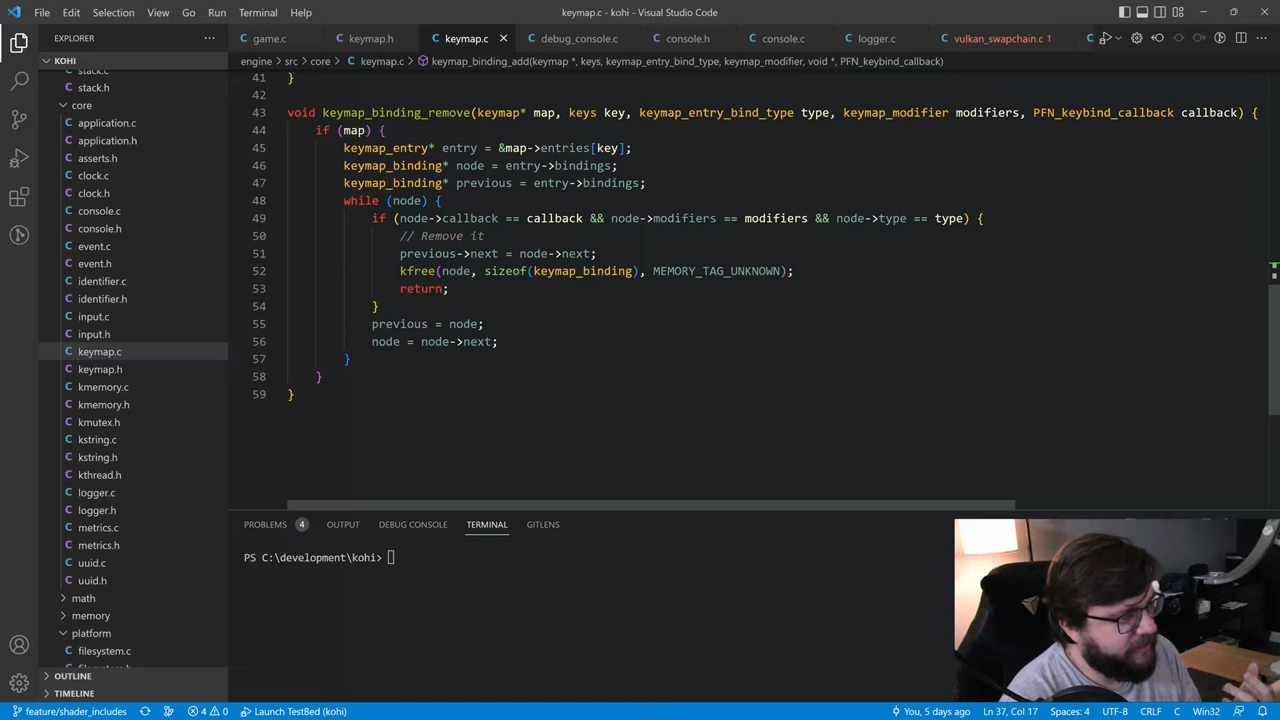 File Edit Selection View Go Run Terminal Help
keymap.c - kohi - Visual Studio Code
EXPLORER
game.c
keymap.h
keymap.c
debug_console.c
console.h
console.c
logger.c
vulkan_swapchain.c 1
KOHI
engine > src > core > keymap.c > keymap_binding_add(keymap *, keys, keymap_entry_bind_type, keymap_modifier, void *, PFN_keybind_callback)
stack.c
stack.h
core
application.c
application.h
asserts.h
clock.c
clock.h
console.c
console.h
event.c
event.h
identifier.c
identifier.h
input.c
input.h
keymap.c
keymap.h
kmemory.c
kmemory.h
kmutex.h
kstring.c
kstring.h
kthread.h
logger.c
logger.h
metrics.c
metrics.h
uuid.c
uuid.h
math
memory
platform
filesystem.c
OUTLINE
TIMELINE
41 }
42
43 void keymap_binding_remove(keymap* map, keys key, keymap_entry_bind_type type, keymap_modifier modifiers, PFN_keybind_callback callback) {
44 if (map) {
45 keymap_entry* entry = &map->entries[key];
46 keymap_binding* node = entry->bindings;
47 keymap_binding* previous = entry->bindings;
48 while (node) {
49 if (node->callback == callback && node->modifiers == modifiers && node->type == type) {
50 // Remove it
51 previous->next = node->next;
52 kfree(node, sizeof(keymap_binding), MEMORY_TAG_UNKNOWN);
53 return;
54 }
55 previous = node;
56 node = node->next;
57 }
58 }
59 }
PROBLEMS 4 OUTPUT DEBUG CONSOLE TERMINAL GITLENS
PS C:\development\kohi>
feature/shader_includes 4 0 Launch TestBed (kohi) You, 5 days ago Ln 37, Col 17 Spaces: 4 UTF-8 CRLF C Win32